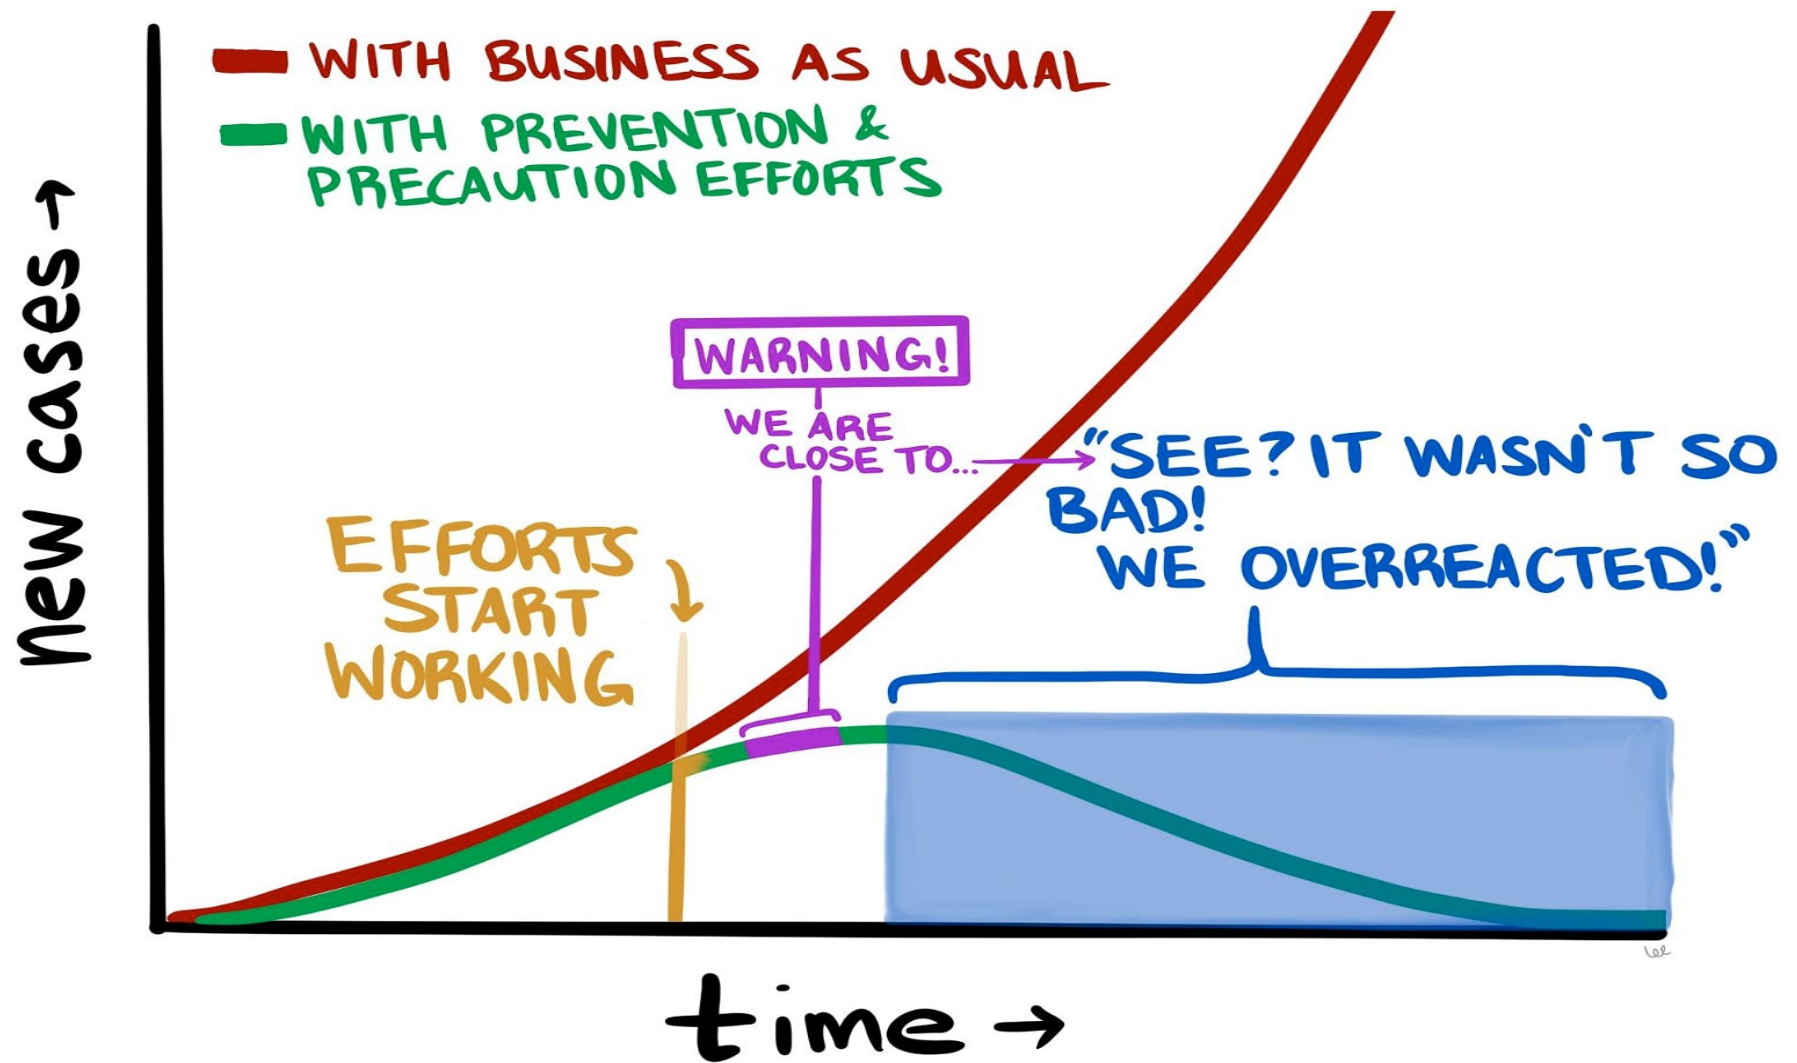 WITH BUSINESS AS USUAL
WITH PREVENTION &
PRECAUTION EFFORTS
new cases →
WARNING!
WE ARE
CLOSE TO...
"SEE? IT WASN'T SO
BAD!
WE OVERREACTED!"
EFFORTS
START
WORKING
time →
Lee